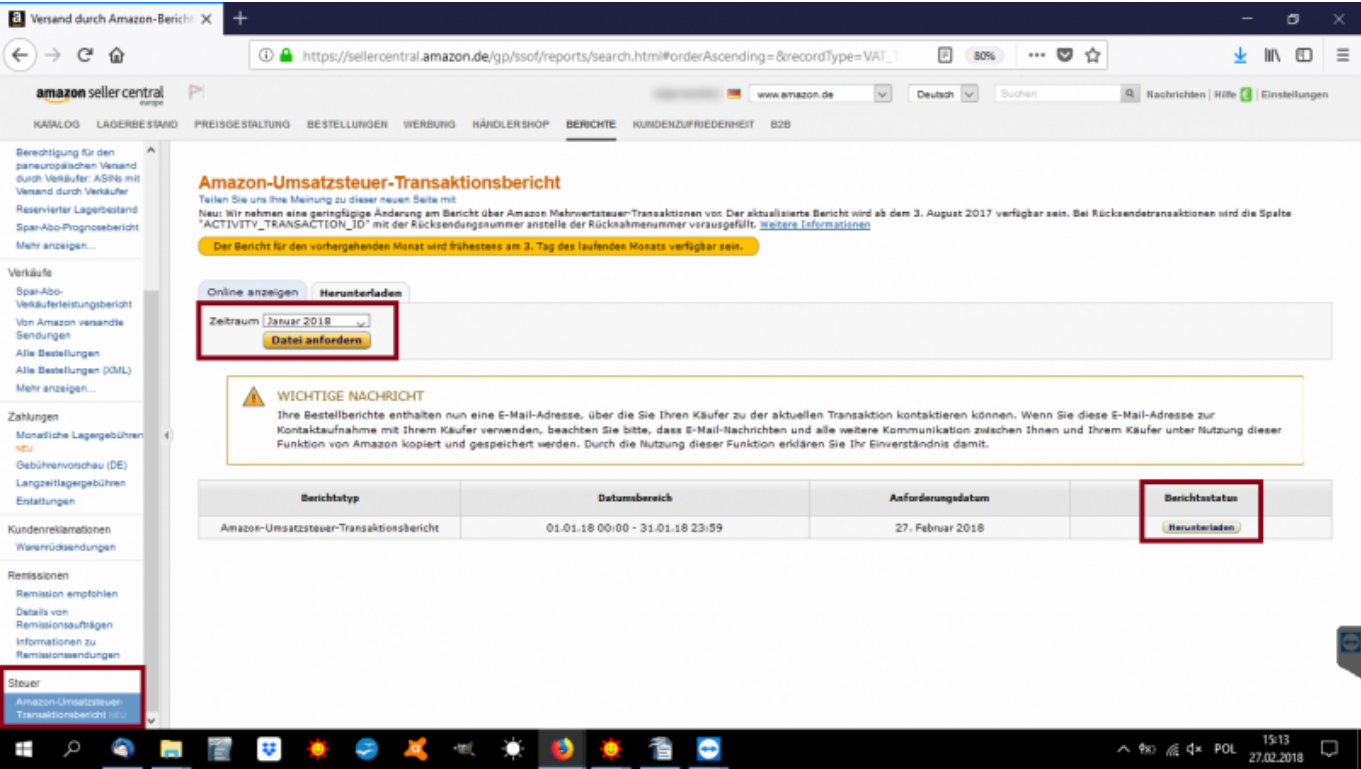 Versand durch Amazon-Bericht
https://sellercentral.amazon.de/gp/ssof/reports/search.html#orderAscending=&recordType=VAT_T
80%
amazon seller central
europe
www.amazon.de
Deutsch
Suchen
Nachrichten | Hilfe | Einstellungen
KATALOG LAGERBESTAND PREISGESTALTUNG BESTELLUNGEN WERBUNG HÄNDLERSHOP BERICHTE KUNDENZUFRIEDENHEIT B2B
Berechtigung für den
paneuropäischen Versand
durch Verkäufer: ASINs mit
Versand durch Verkäufer
Reservierter Lagerbestand
Spar-Abo-Prognosebericht
Mehr anzeigen...
Verkäufe
Spar-Abo-
Verkäuferleistungsbericht
Von Amazon versandte
Sendungen
Alle Bestellungen
Alle Bestellungen (XML)
Mehr anzeigen...
Zahlungen
Monatliche Lagergebühren
NEU
Gebührenvorschau (DE)
Langzeitlagergebühren
Erstattungen
Kundenreklamationen
Warenrücksendungen
Remissionen
Remission empfohlen
Details von
Remissionsaufträgen
Informationen zu
Remissionssendungen
Steuer
Amazon-Umsatzsteuer-
Transaktionsbericht NEU
Amazon-Umsatzsteuer-Transaktionsbericht
Teilen Sie uns Ihre Meinung zu dieser neuen Seite mit
Neu: Wir nehmen eine geringfügige Änderung am Bericht über Amazon Mehrwertsteuer-Transaktionen vor. Der aktualisierte Bericht wird ab dem 3. August 2017 verfügbar sein. Bei Rücksendetransaktionen wird die Spalte
"ACTIVITY_TRANSACTION_ID" mit der Rücksendungsnummer anstelle der Rücknahmenummer vorausgefüllt. Weitere Informationen
Der Bericht für den vorhergehenden Monat wird frühestens am 3. Tag des laufenden Monats verfügbar sein.
Online anzeigen Herunterladen
Zeitraum Januar 2018
Datei anfordern
WICHTIGE NACHRICHT
Ihre Bestellberichte enthalten nun eine E-Mail-Adresse, über die Sie Ihren Käufer zu der aktuellen Transaktion kontaktieren können. Wenn Sie diese E-Mail-Adresse zur
Kontaktaufnahme mit Ihrem Käufer verwenden, beachten Sie bitte, dass E-Mail-Nachrichten und alle weitere Kommunikation zwischen Ihnen und Ihrem Käufer unter Nutzung dieser
Funktion von Amazon kopiert und gespeichert werden. Durch die Nutzung dieser Funktion erklären Sie Ihr Einverständnis damit.
Berichtstyp Datumsbereich Anforderungsdatum Berichtsstatus
Amazon-Umsatzsteuer-Transaktionsbericht 01.01.18 00:00 - 31.01.18 23:59 27. Februar 2018 Herunterladen
POL
15:13
27.02.2018